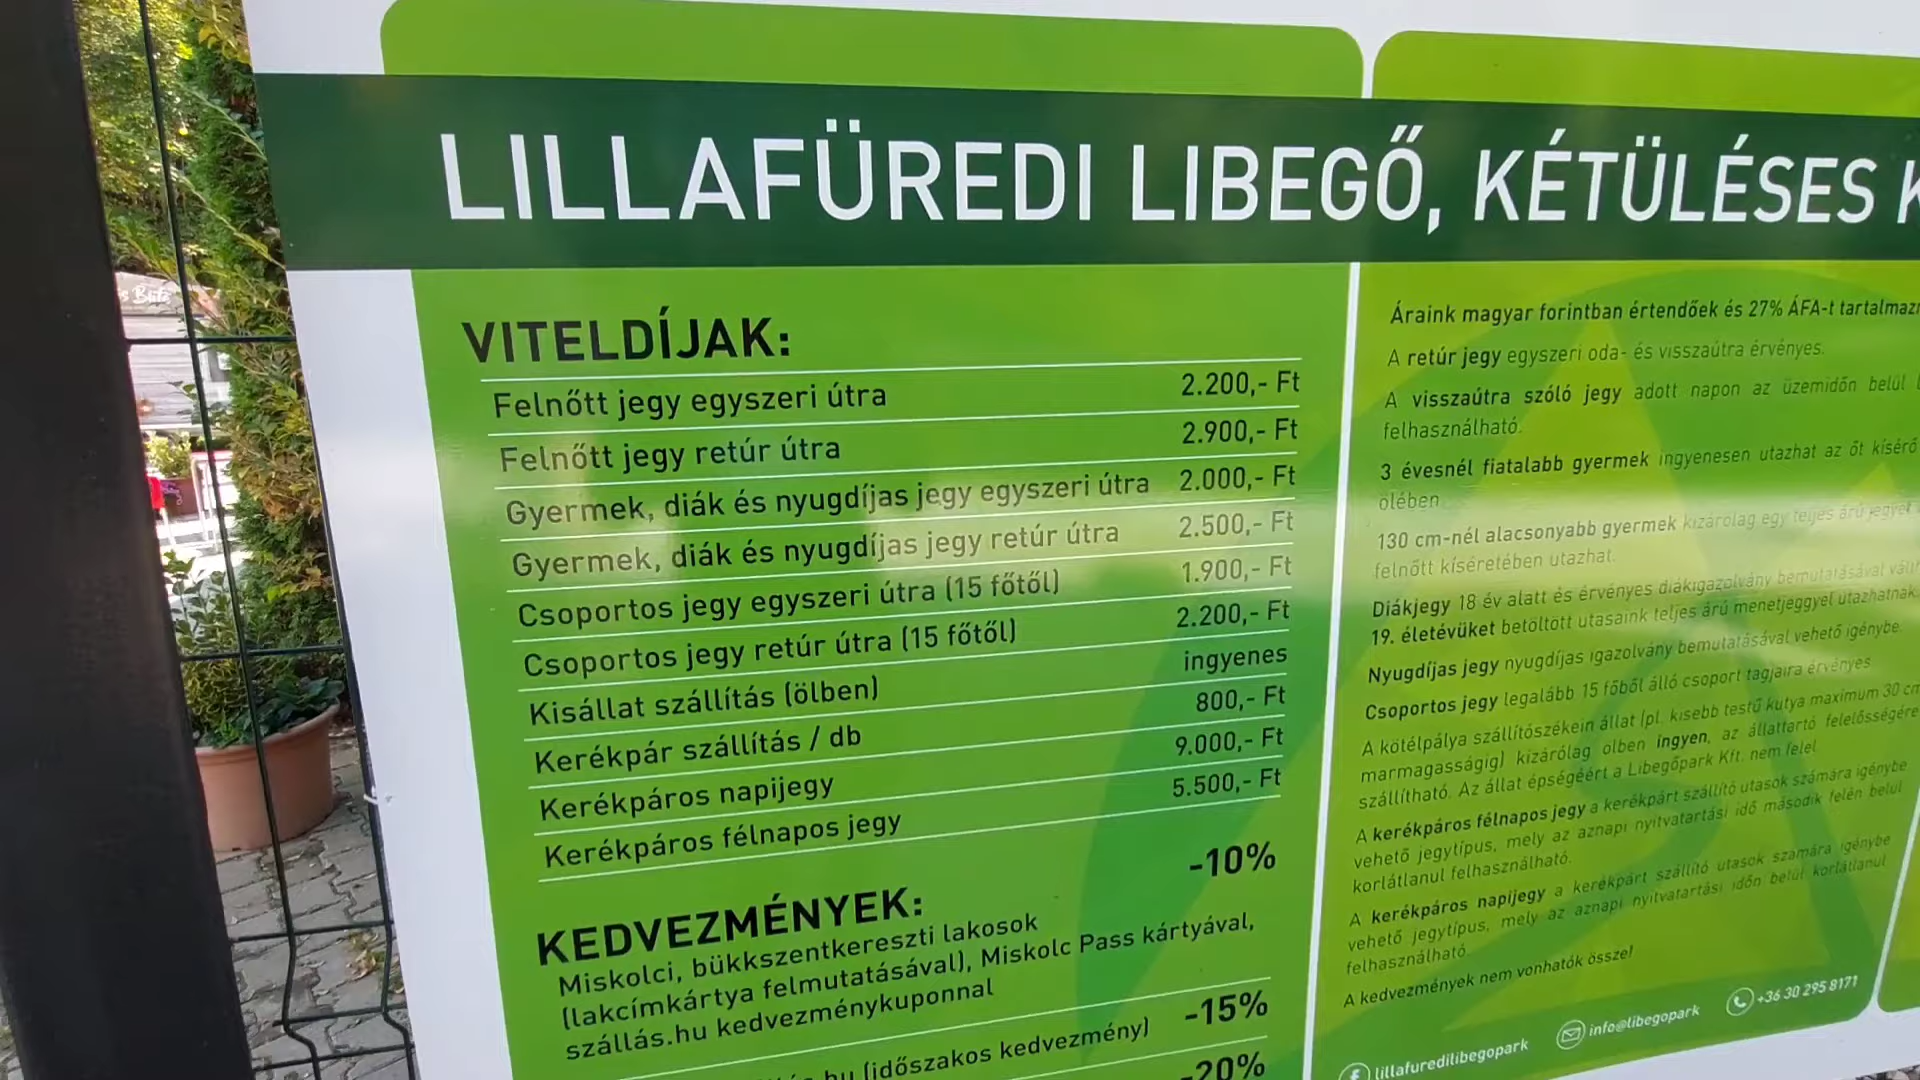 LILLAFÜREDI LIBEGŐ, KÉTÜLÉSES K
VITELDÍJAK:
Felnőtt jegy egyszeri útra 2.200,- Ft
Felnőtt jegy retúr útra 2.900,- Ft
Gyermek, diák és nyugdíjas jegy egyszeri útra 2.000,- Ft
Gyermek, diák és nyugdíjas jegy retúr útra 2.500,- Ft
Csoportos jegy egyszeri útra (15 főtől) 1.900,- Ft
Csoportos jegy retúr útra (15 főtől) 2.200,- Ft
Kisállat szállítás (ölben) ingyenes
Kerékpár szállítás / db 800,- Ft
Kerékpáros napijegy 9.000,- Ft
Kerékpáros félnapos jegy 5.500,- Ft
KEDVEZMÉNYEK: -10%
Miskolci, bükkszentkereszti lakosok
(lakcímkártya felmutatásával), Miskolc Pass kártyával,
szállás.hu kedvezménykuponnal
hu (időszakos kedvezmény) -15%
-20%
Áraink magyar forintban értendőek és 27% ÁFA-t tartalmazn
A retúr jegy egyszeri oda- és visszaútra érvényes.
A visszaútra szóló jegy adott napon az üzemidőn belül
felhasználható.
3 évesnél fiatalabb gyermek ingyenesen utazhat az őt kísérő
ölében.
130 cm-nél alacsonyabb gyermek kizárólag egy teljes árú jegyet
felnőtt kíséretében utazhat.
Diákjegy 18 év alatt és érvényes diákigazolvány bemutatásával
19. életévüket betöltött utasaink teljes árú menetjeggyel utazhatnak.
Nyugdíjas jegy nyugdíjas igazolvány bemutatásával vehető igénybe.
Csoportos jegy legalább 15 főből álló csoport tagjaira érvényes.
A kötélpálya szállítószékein állat (pl. kisebb testű kutya maximum 30 cm
marmagasságig) kizárólag ölben ingyen, az állattartó felelősségére
szállítható. Az állat épségéért a Libegőpark Kft. nem felel.
A kerékpáros félnapos jegy a kerékpárt szállító utasok számára igénybe
vehető jegytípus, mely az aznapi nyitvatartási idő második felén belül
korlátlanul felhasználható.
A kerékpáros napijegy a kerékpárt szállító utasok számára igénybe
vehető jegytípus, mely az aznapi nyitvatartási időn belül korlátlanul
felhasználható.
A kedvezmények nem vonhatók össze!
lillafuredilibegopark info@libegopark +36 30 295 8171